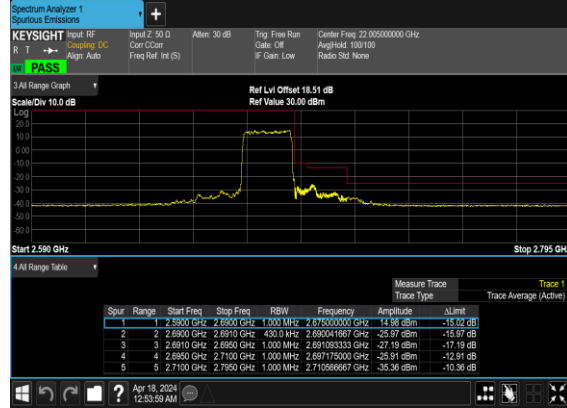 Spectrum Analyzer 1
Spurious Emissions
KEYSIGHT Input: RF Input Z: 50 Ω Atten: 30 dB Trig: Free Run Center Freq: 22.005000000 GHz
R T Coupling: DC Corr CCorr Gate: Off Avg|Hold: 100/100
Align: Auto Freq Ref: Int (S) IF Gain: Low Radio Std: None
PASS
3 All Range Graph Ref Lvl Offset 18.51 dB
Scale/Div 10.0 dB Ref Value 30.00 dBm
Log
20.0
10.0
0.00
-10.0
-20.0
-30.0
-40.0
-50.0
-60.0
Start 2.590 GHz Stop 2.795 GH
4 All Range Table
Measure Trace Trace 1
Trace Type Trace Average (Active)
Spur Range Start Freq Stop Freq RBW Frequency Amplitude ΔLimit
1 1 2.5900 GHz 2.6900 GHz 1.000 MHz 2.675000000 GHz 14.98 dBm -15.02 dB
2 2 2.6900 GHz 2.6910 GHz 430.0 kHz 2.690041667 GHz -25.97 dBm -15.97 dB
3 3 2.6910 GHz 2.6950 GHz 1.000 MHz 2.691093333 GHz -27.19 dBm -17.19 dB
4 4 2.6950 GHz 2.7100 GHz 1.000 MHz 2.697175000 GHz -25.91 dBm -12.91 dB
5 5 2.7100 GHz 2.7950 GHz 1.000 MHz 2.710566667 GHz -35.36 dBm -10.36 dB
Apr 18, 2024
12:53:59 AM